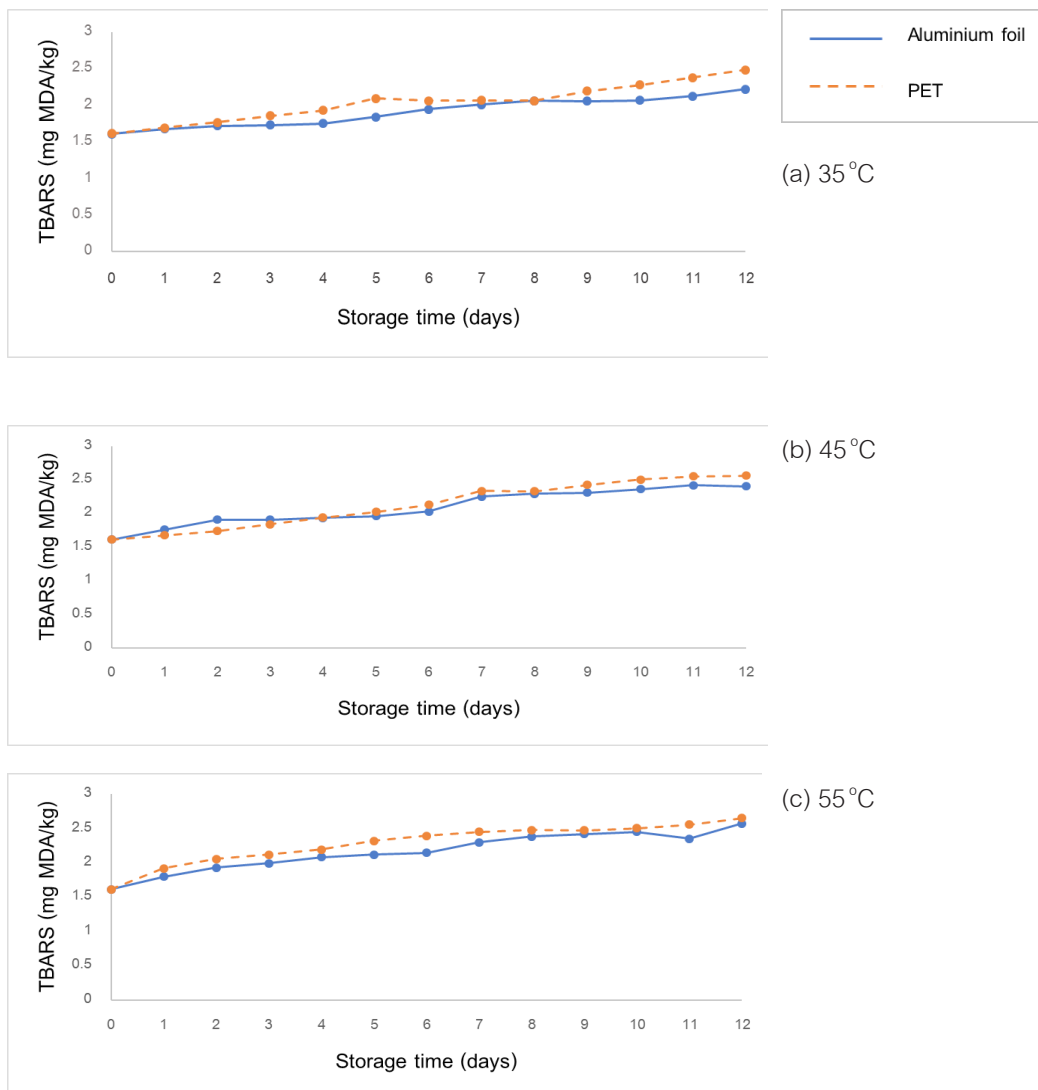 3
2.5
2
1.5
1
0.5
0
TBARS (mg MDA/kg)
0 1 2 3 4 5 6 7 8 9 10 11 12
Storage time (days)
Aluminium foil
PET
(a) 35 °C
3
2.5
2
1.5
1
0.5
0
TBARS (mg MDA/kg)
0 1 2 3 4 5 6 7 8 9 10 11 12
Storage time (days)
(b) 45 °C
3
2.5
2
1.5
1
0.5
0
TBARS (mg MDA/kg)
0 1 2 3 4 5 6 7 8 9 10 11 12
Storage time (days)
(c) 55 °C